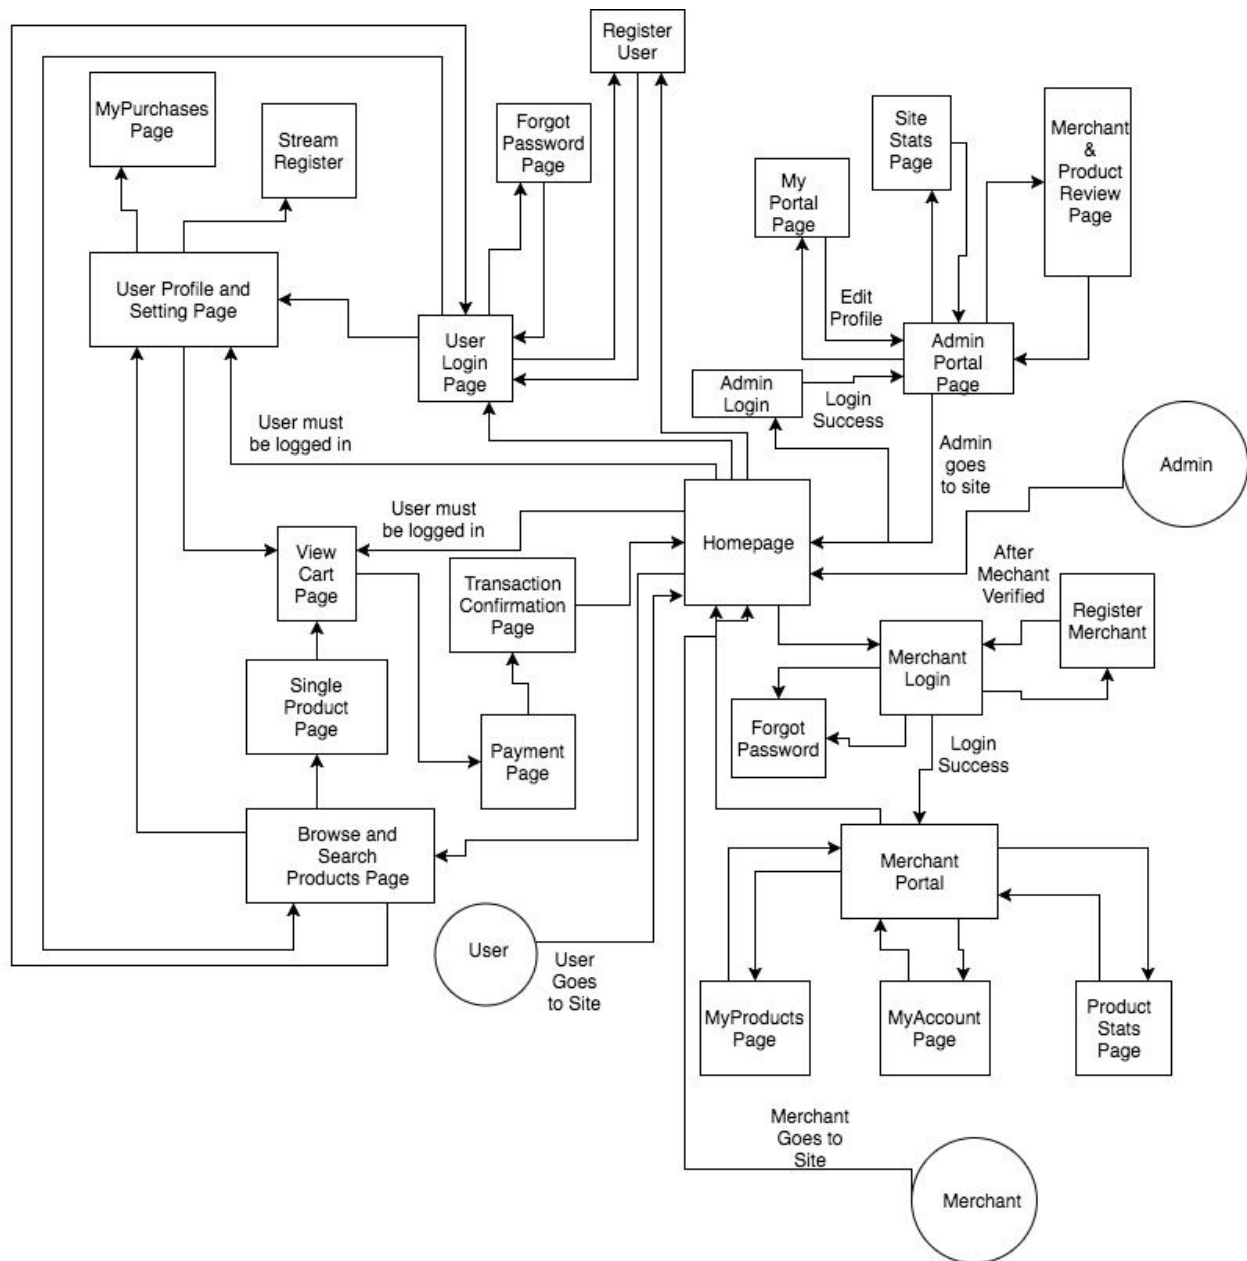 Register
User
MyPurchases
Page
Stream
Register
Forgot
Password
Page
Site
Stats
Page
Merchant
&
Product
Review
Page
My
Portal
Page
User Profile and
Setting Page
Edit
Profile
User
Login
Page
Admin
Portal
Page
Admin
Login
Login
Success
User must
be logged in
Admin
goes
to site
Admin
User must
be logged in
Homepage
View
Cart
Page
Transaction
Confirmation
Page
After
Mechant
Verified
Register
Merchant
Merchant
Login
Single
Product
Page
Forgot
Password
Payment
Page
Login
Success
Browse and
Search
Products Page
Merchant
Portal
User
User
Goes
to Site
MyProducts
Page
MyAccount
Page
Product
Stats
Page
Merchant
Goes to
Site
Merchant